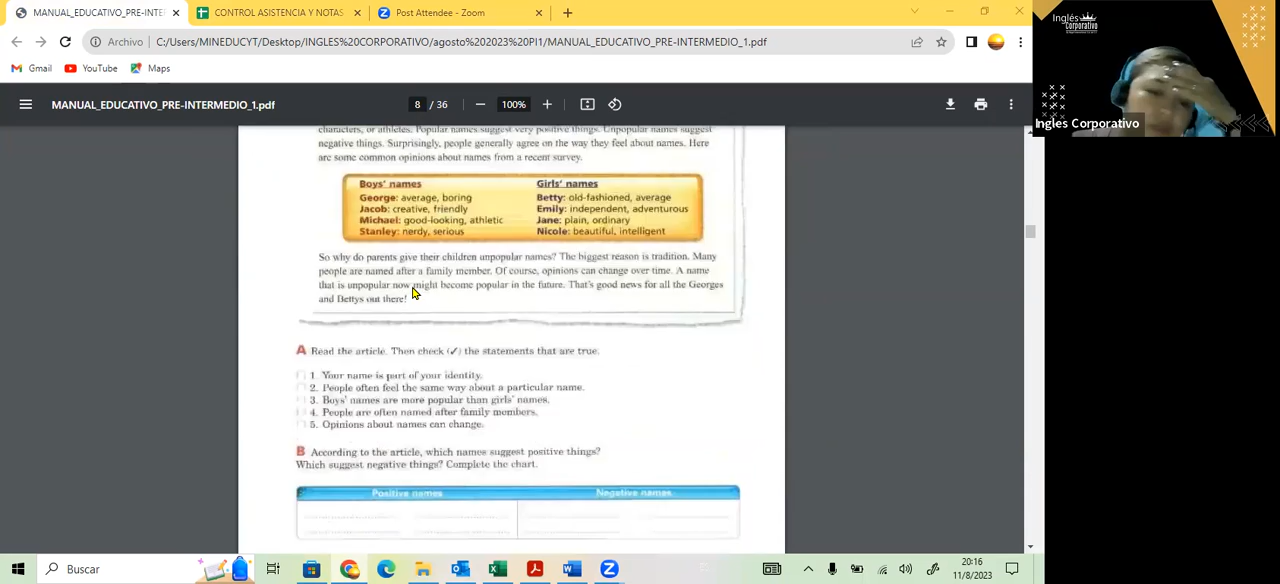 MANUAL_EDUCATIVO_PRE-INTERM
CONTROL ASISTENCIA Y NOTAS
Post Attendee - Zoom
Archivo
C:/Users/MINEDUCYT/Desktop/INGLES%20CORPORATIVO/agosto%202023%20PI1/MANUAL_EDUCATIVO_PRE-INTERMEDIO_1.pdf
Gmail
YouTube
Maps
MANUAL_EDUCATIVO_PRE-INTERMEDIO_1.pdf
8 / 36
100%
characters, or athletes. Popular names suggest very positive things. Unpopular names suggest
negative things. Surprisingly, people generally agree on the way they feel about names. Here
are some common opinions about names from a recent survey.
Boys' names
George: average, boring
Jacob: creative, friendly
Michael: good-looking, athletic
Stanley: nerdy, serious
Girls' names
Betty: old-fashioned, average
Emily: independent, adventurous
Jane: plain, ordinary
Nicole: beautiful, intelligent
So why do parents give their children unpopular names? The biggest reason is tradition. Many
people are named after a family member. Of course, opinions can change over time. A name
that is unpopular now might become popular in the future. That's good news for all the Georges
and Bettys out there!
A Read the article. Then check (✓) the statements that are true.
1. Your name is part of your identity.
2. People often feel the same way about a particular name.
3. Boys' names are more popular than girls' names.
4. People are often named after family members.
5. Opinions about names can change.
B According to the article, which names suggest positive things?
Which suggest negative things? Complete the chart.
Positive names
Negative names
Inglés
Corporativo
Ingles Corporativo
Buscar
20:16
11/8/2023